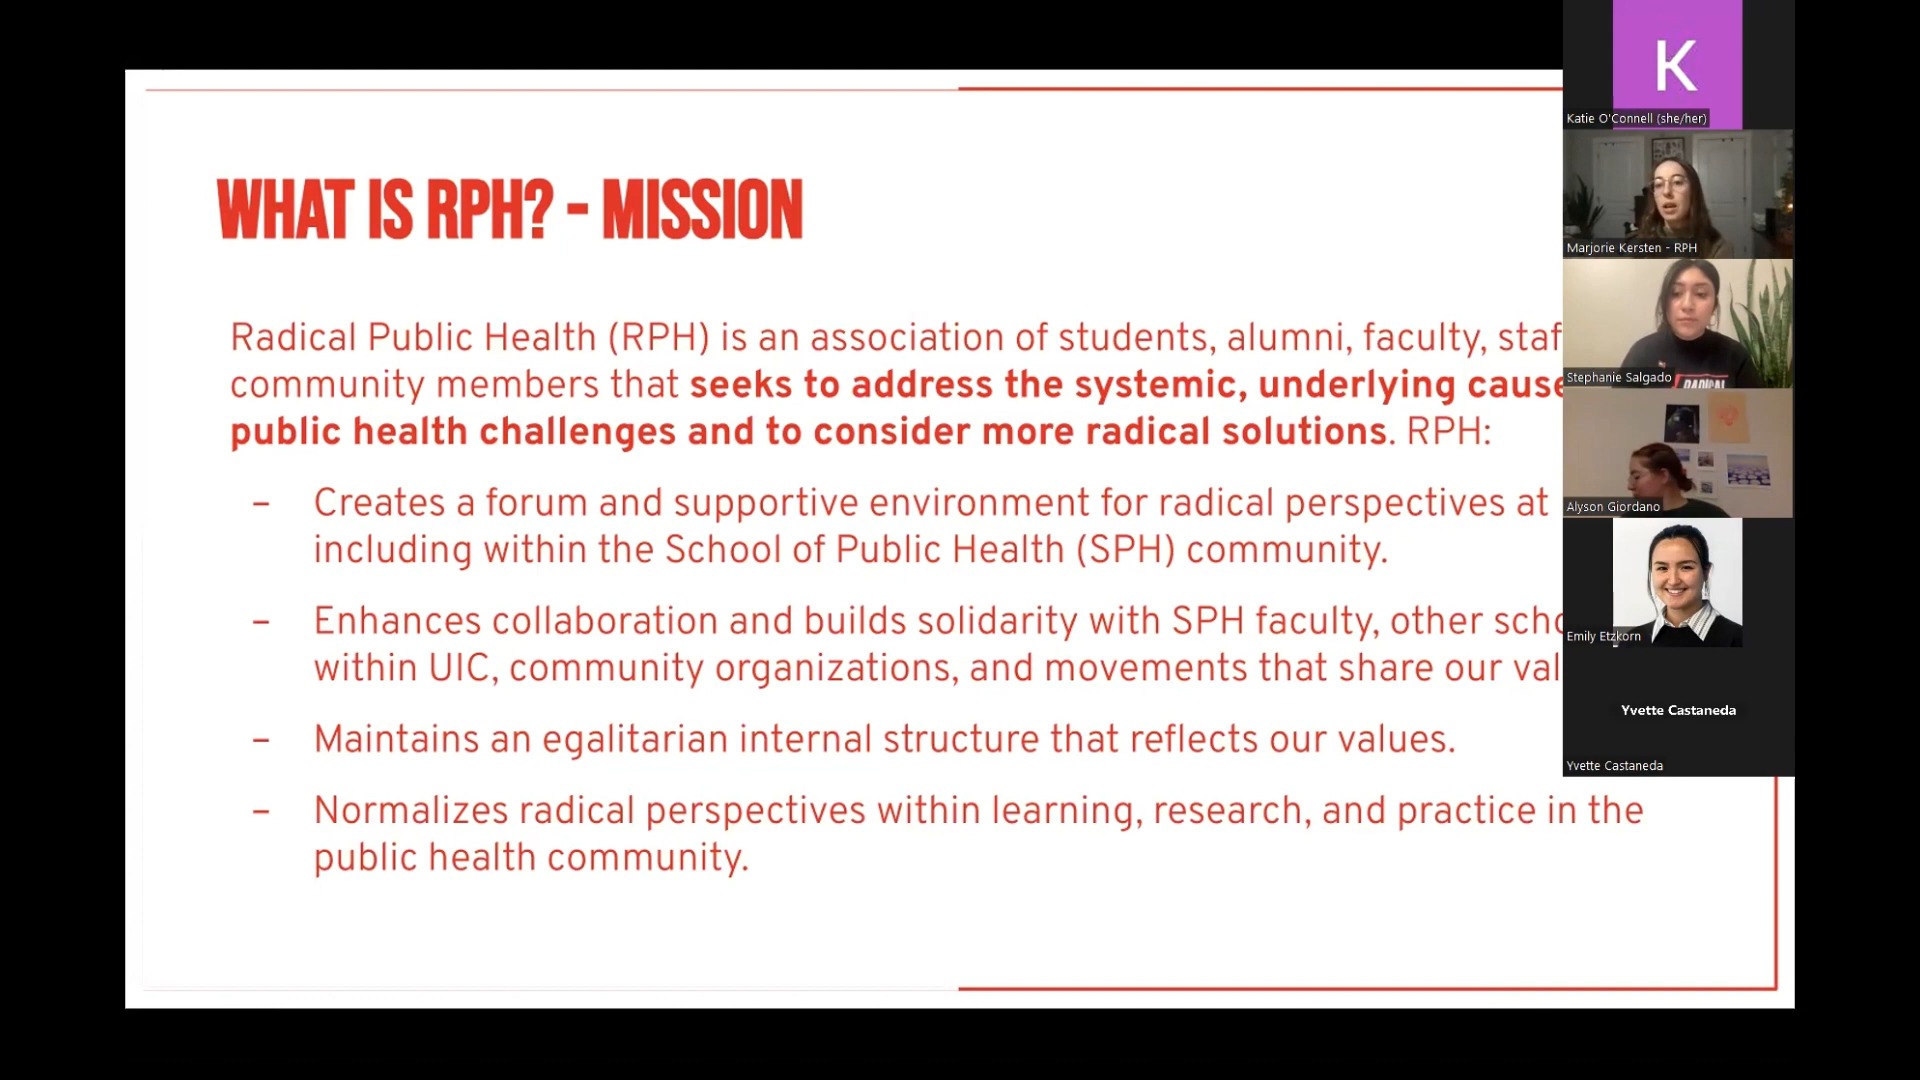 WHAT IS RPH? - MISSION
Radical Public Health (RPH) is an association of students, alumni, faculty,
community members that seeks to address the systemic, underlying
public health challenges and to consider more radical solutions. RPH:
– Creates a forum and supportive environment for radical perspectives at
including within the School of Public Health (SPH) community.
– Enhances collaboration and builds solidarity with SPH faculty, other
within UIC, community organizations, and movements that share our
– Maintains an egalitarian internal structure that reflects our values.
– Normalizes radical perspectives within learning, research, and practice in the
public health community.
K
Katie O'Connell (she/her)
Marjorie Kersten - RPH
RADICAL
Stephanie Salgado
Alyson Giordano
Emily Etzkorn
Yvette Castaneda
Yvette Castaneda